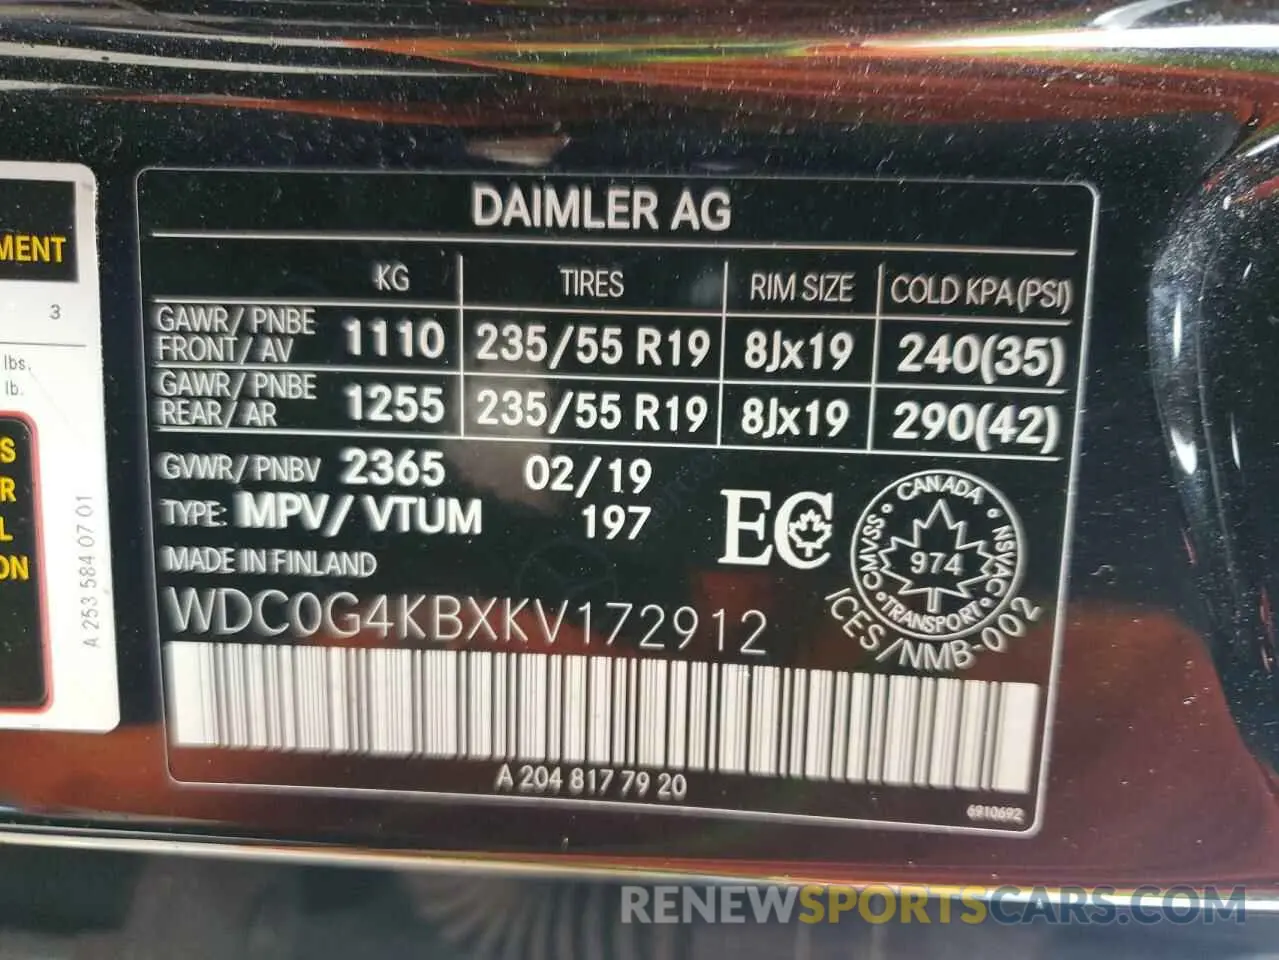 DAIMLER AG
KG TIRES RIM SIZE COLD KPA(PSI)
GAWR/PNBE
FRONT/AV 1110 235/55 R19 8Jx19 240(35)
GAWR/PNBE
REAR/AR 1255 235/55 R19 8Jx19 290(42)
GVWR/PNBV 2365 02/19
TYPE: MPV/VTUM 197
MADE IN FINLAND
WDC0G4KBXKV172912
EC
CANADA
CMVSS
NSVAC
974
TRANSPORT
ICES/NMB-002
A 204 817 79 20
6910692
MENT
3
lbs.
lb.
S
R
L
ON
A 253 584 07 01
RENEWSPORTSCARS.COM